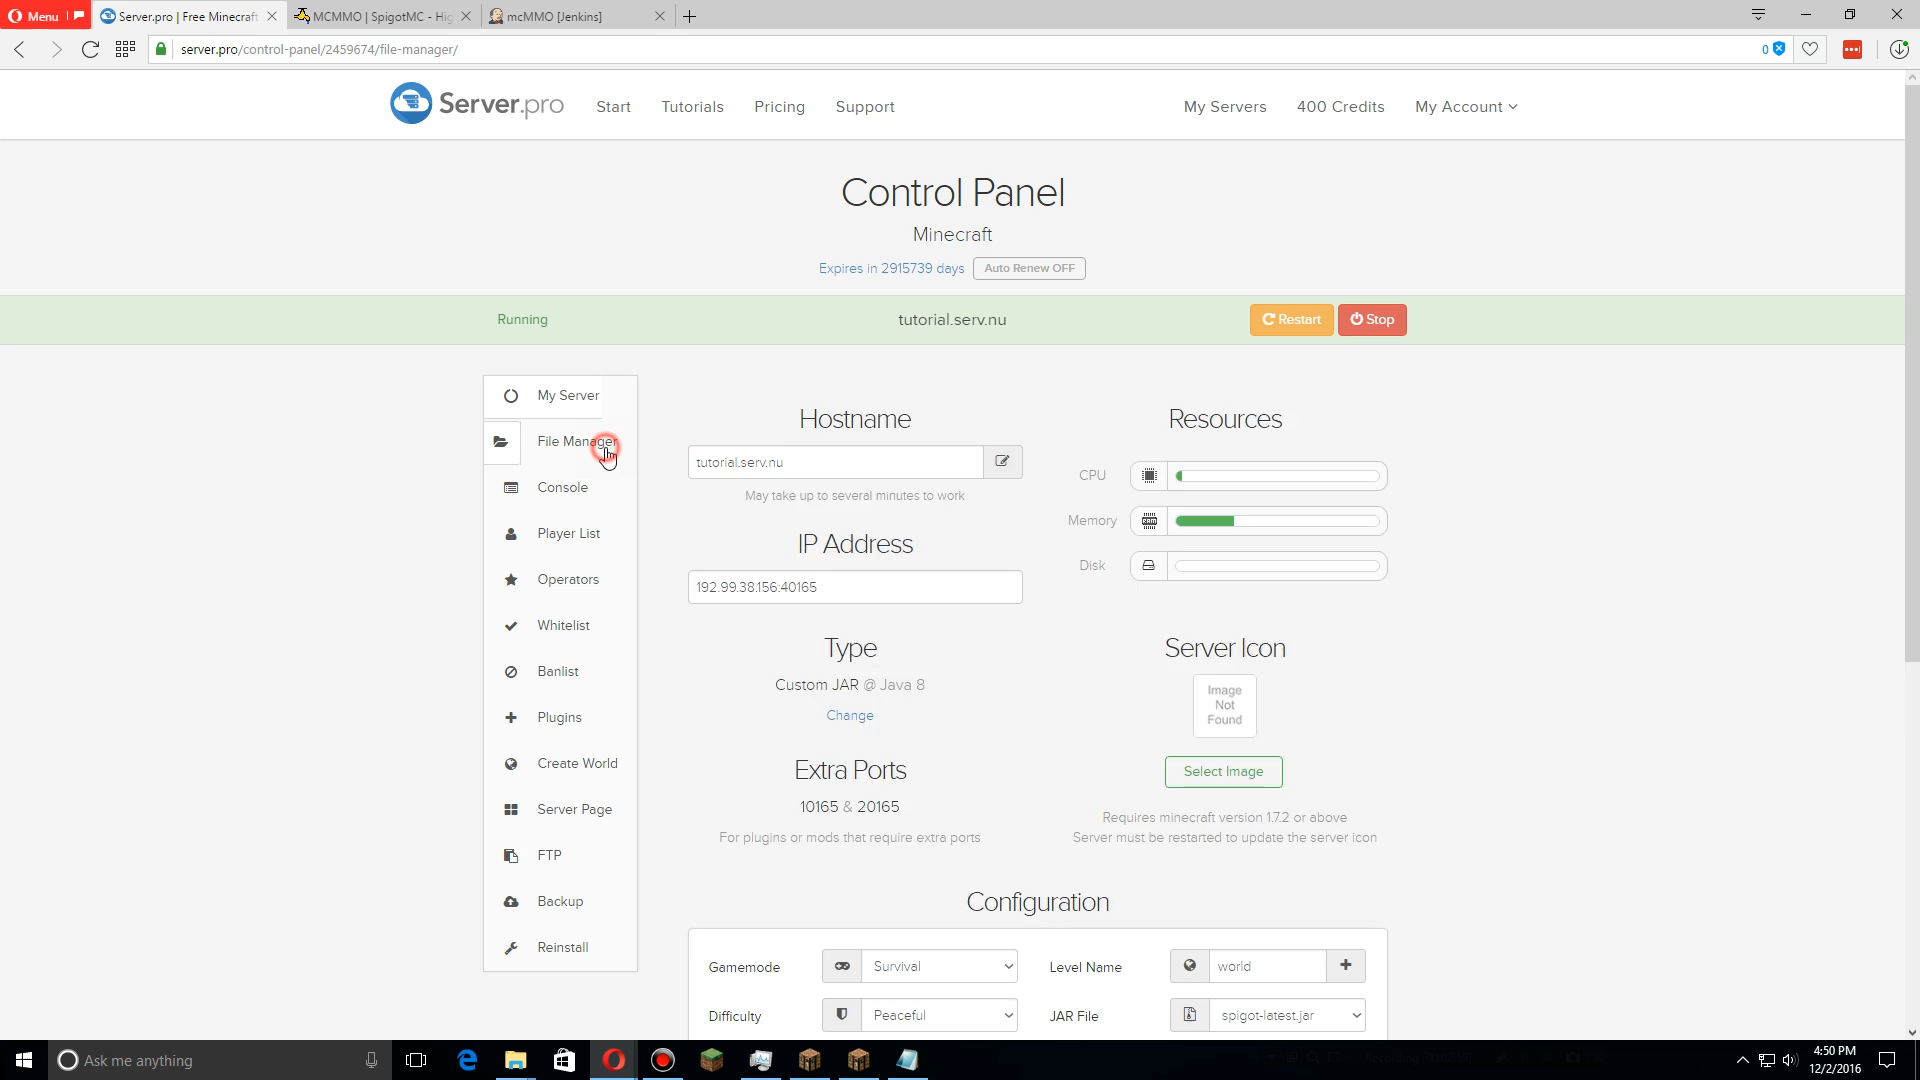 Menu
Server.pro | Free Minecraft
MCMMO | SpigotMC - Hig
mcMMO [Jenkins]
server.pro/control-panel/2459674/file-manager/
0
Server.pro
Start
Tutorials
Pricing
Support
My Servers
400 Credits
My Account
Control Panel
Minecraft
Expires in 2915739 days
Auto Renew OFF
Running
tutorial.serv.nu
Restart
Stop
My Server
File Manager
Console
Player List
Operators
Whitelist
Banlist
Plugins
Create World
Server Page
FTP
Backup
Reinstall
Hostname
tutorial.serv.nu
May take up to several minutes to work
IP Address
192.99.38.156:40165
Type
Custom JAR @ Java 8
Change
Extra Ports
10165 & 20165
For plugins or mods that require extra ports
Resources
CPU
Memory
Disk
Server Icon
Image
Not
Found
Select Image
Requires minecraft version 1.7.2 or above
Server must be restarted to update the server icon
Configuration
Gamemode
Survival
Level Name
world
Difficulty
Peaceful
JAR File
spigot-latest.jar
Ask me anything
4:50 PM
12/2/2016